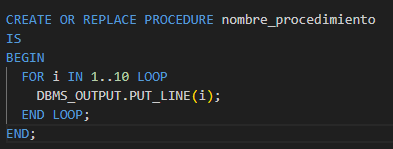 CREATE OR REPLACE PROCEDURE nombre_procedimiento
IS
BEGIN
  FOR i IN 1..10 LOOP
    DBMS_OUTPUT.PUT_LINE(i);
  END LOOP;
END;